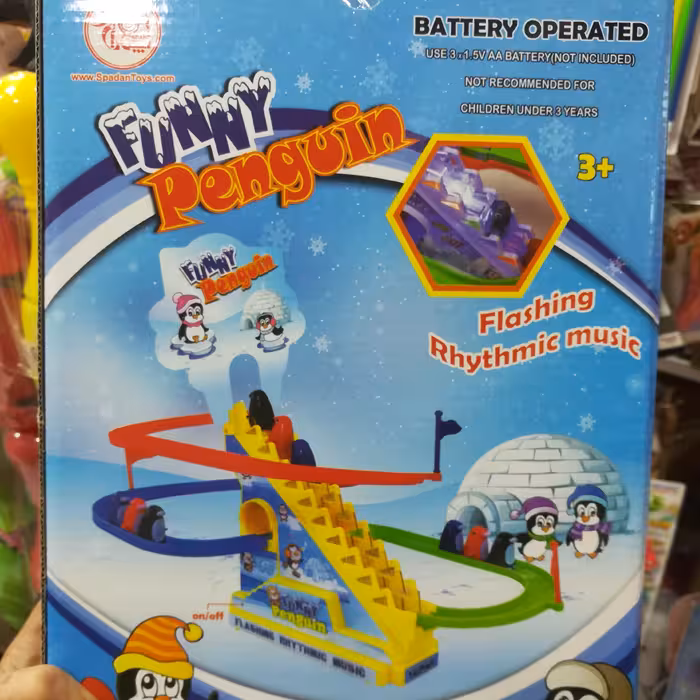 BATTERY OPERATED
USE 3 x 1.5V AA BATTERY(NOT INCLUDED)
NOT RECOMMENDED FOR
CHILDREN UNDER 3 YEARS
www.SpadanToys.com
FUNNY
Penguin
3+
FUNNY
Penguin
Flashing
Rhythmic music
on/off
FUNNY
Penguin
FLASHING RHYTHMIC MUSIC